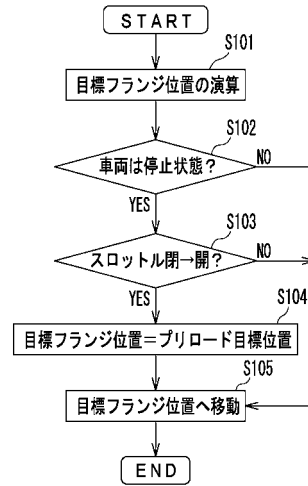 START
S101
目標フランジ位置の演算
S102
車両は停止状態?
NO
YES
S103
スロットル閉→開?
NO
YES
S104
目標フランジ位置=プリロード目標位置
S105
目標フランジ位置へ移動
END